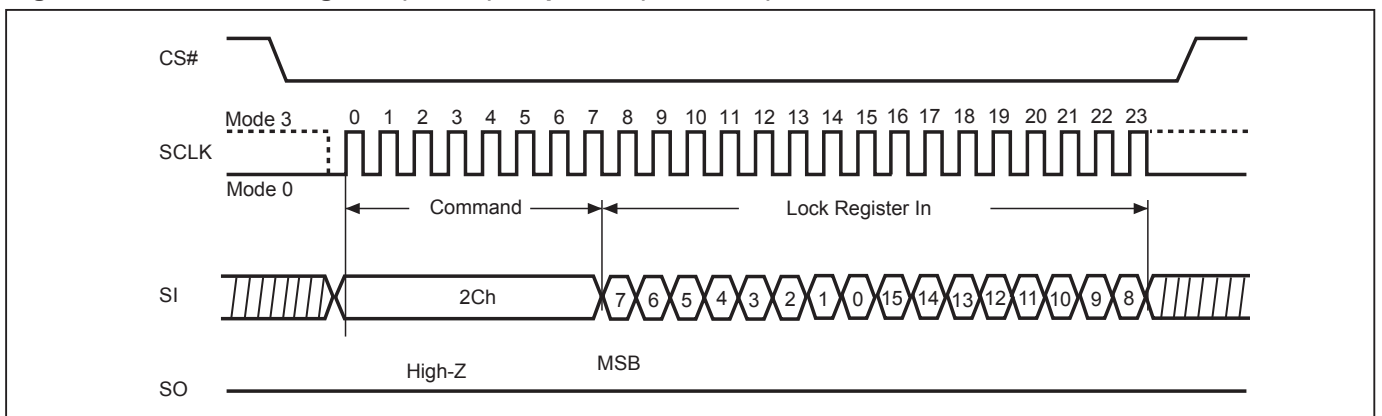 CS#
Mode 3
0 1 2 3 4 5 6 7 8 9 10 11 12 13 14 15 16 17 18 19 20 21 22 23
SCLK
Mode 0
Command
Lock Register In
SI
2Ch
7 6 5 4 3 2 1 0 15 14 13 12 11 10 9 8
High-Z
MSB
SO